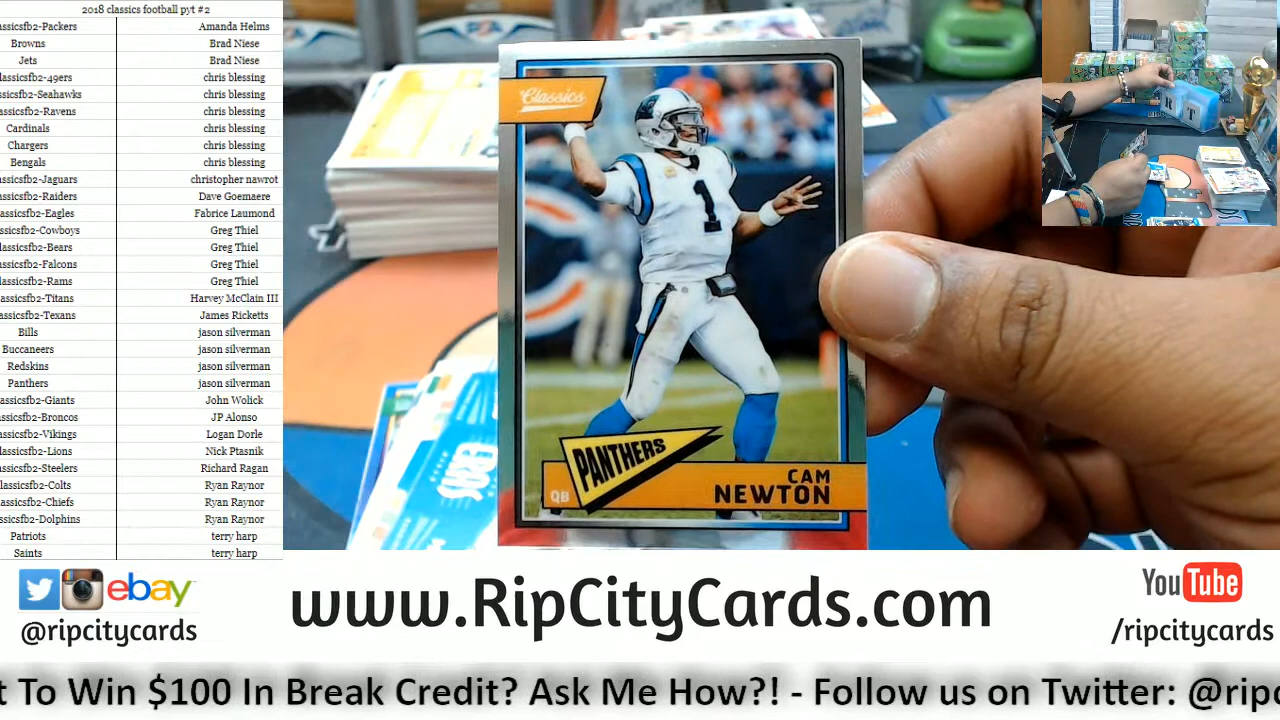 2018 classics football pyt #2
assicsfb2-Packers Amanda Helms
Browns Brad Niese
Jets Brad Niese
lassicsfb2-49ers chris blessing
ssicsfb2-Seahawks chris blessing
assicsfb2-Ravens chris blessing
Cardinals chris blessing
Chargers chris blessing
Bengals chris blessing
assicsfb2-Jaguars christopher nawrot
assicsfb2-Raiders Dave Goemaere
lassicsfb2-Eagles Fabrice Laumond
ssicsfb2-Cowboys Greg Thiel
lassicsfb2-Bears Greg Thiel
assicsfb2-Falcons Greg Thiel
lassicsfb2-Rams Greg Thiel
lassicsfb2-Titans Harvey McClain III
assicsfb2-Texans James Ricketts
Bills jason silverman
Buccaneers jason silverman
Redskins jason silverman
Panthers jason silverman
assicsfb2-Giants John Wolick
assicsfb2-Broncos JP Alonso
assicsfb2-Vikings Logan Dorle
lassicsfb2-Lions Nick Ptasnik
assicsfb2-Steelers Richard Ragan
lassicsfb2-Colts Ryan Raynor
lassicsfb2-Chiefs Ryan Raynor
ssicsfb2-Dolphins Ryan Raynor
Patriots terry harp
Saints terry harp
Classics
1
PANTHERS
QB
CAM
NEWTON
R
T
ebay
@ripcitycards
www.RipCityCards.com
YouTube
/ripcitycards
t To Win $100 In Break Credit? Ask Me How?! - Follow us on Twitter: @ripc